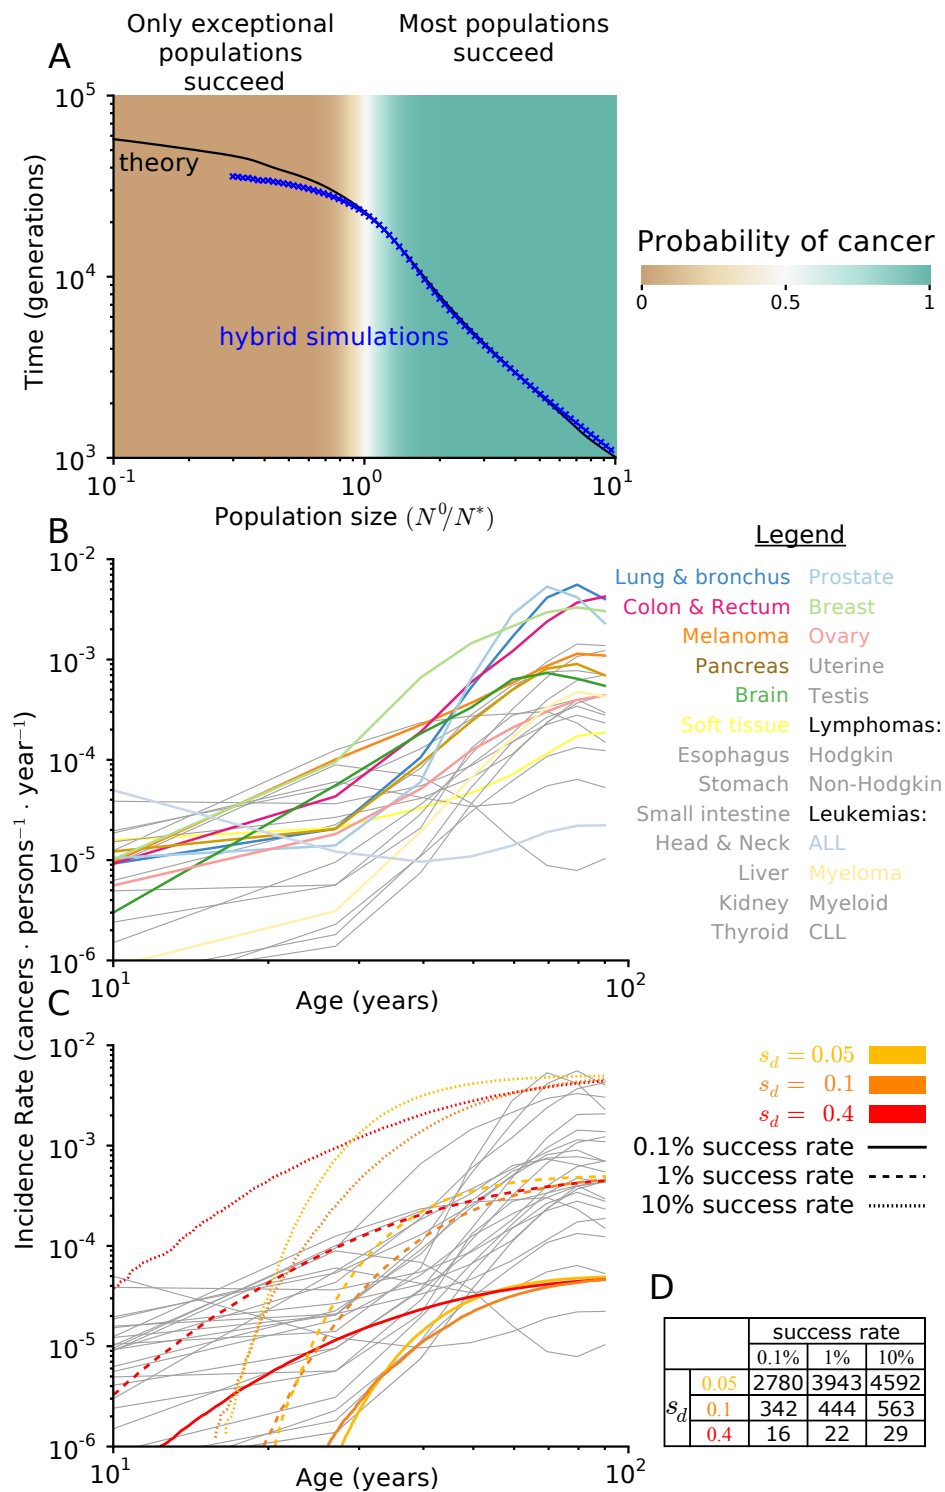 Only exceptional
populations
succeed
Most populations
succeed
A
10^5
10^4
10^3
Time (generations)
theory
hybrid simulations
10^-1
10^0
10^1
Population size (N^0/N^*)
Probability of cancer
0
0.5
1
B
10^-2
10^-3
10^-4
10^-5
10^-6
10^1
10^2
Age (years)
Incidence Rate (cancers · persons^-1 · year^-1)
Legend
Lung & bronchus
Colon & Rectum
Melanoma
Pancreas
Brain
Soft tissue
Esophagus
Stomach
Small intestine
Head & Neck
Liver
Kidney
Thyroid
Prostate
Breast
Ovary
Uterine
Testis
Lymphomas:
Hodgkin
Non-Hodgkin
Leukemias:
ALL
Myeloma
Myeloid
CLL
C
10^-2
10^-3
10^-4
10^-5
10^-6
10^1
10^2
Age (years)
s_d = 0.05
s_d = 0.1
s_d = 0.4
0.1% success rate
1% success rate
10% success rate
D
success rate
0.1% 1% 10%
s_d
0.05 2780 3943 4592
0.1 342 444 563
0.4 16 22 29